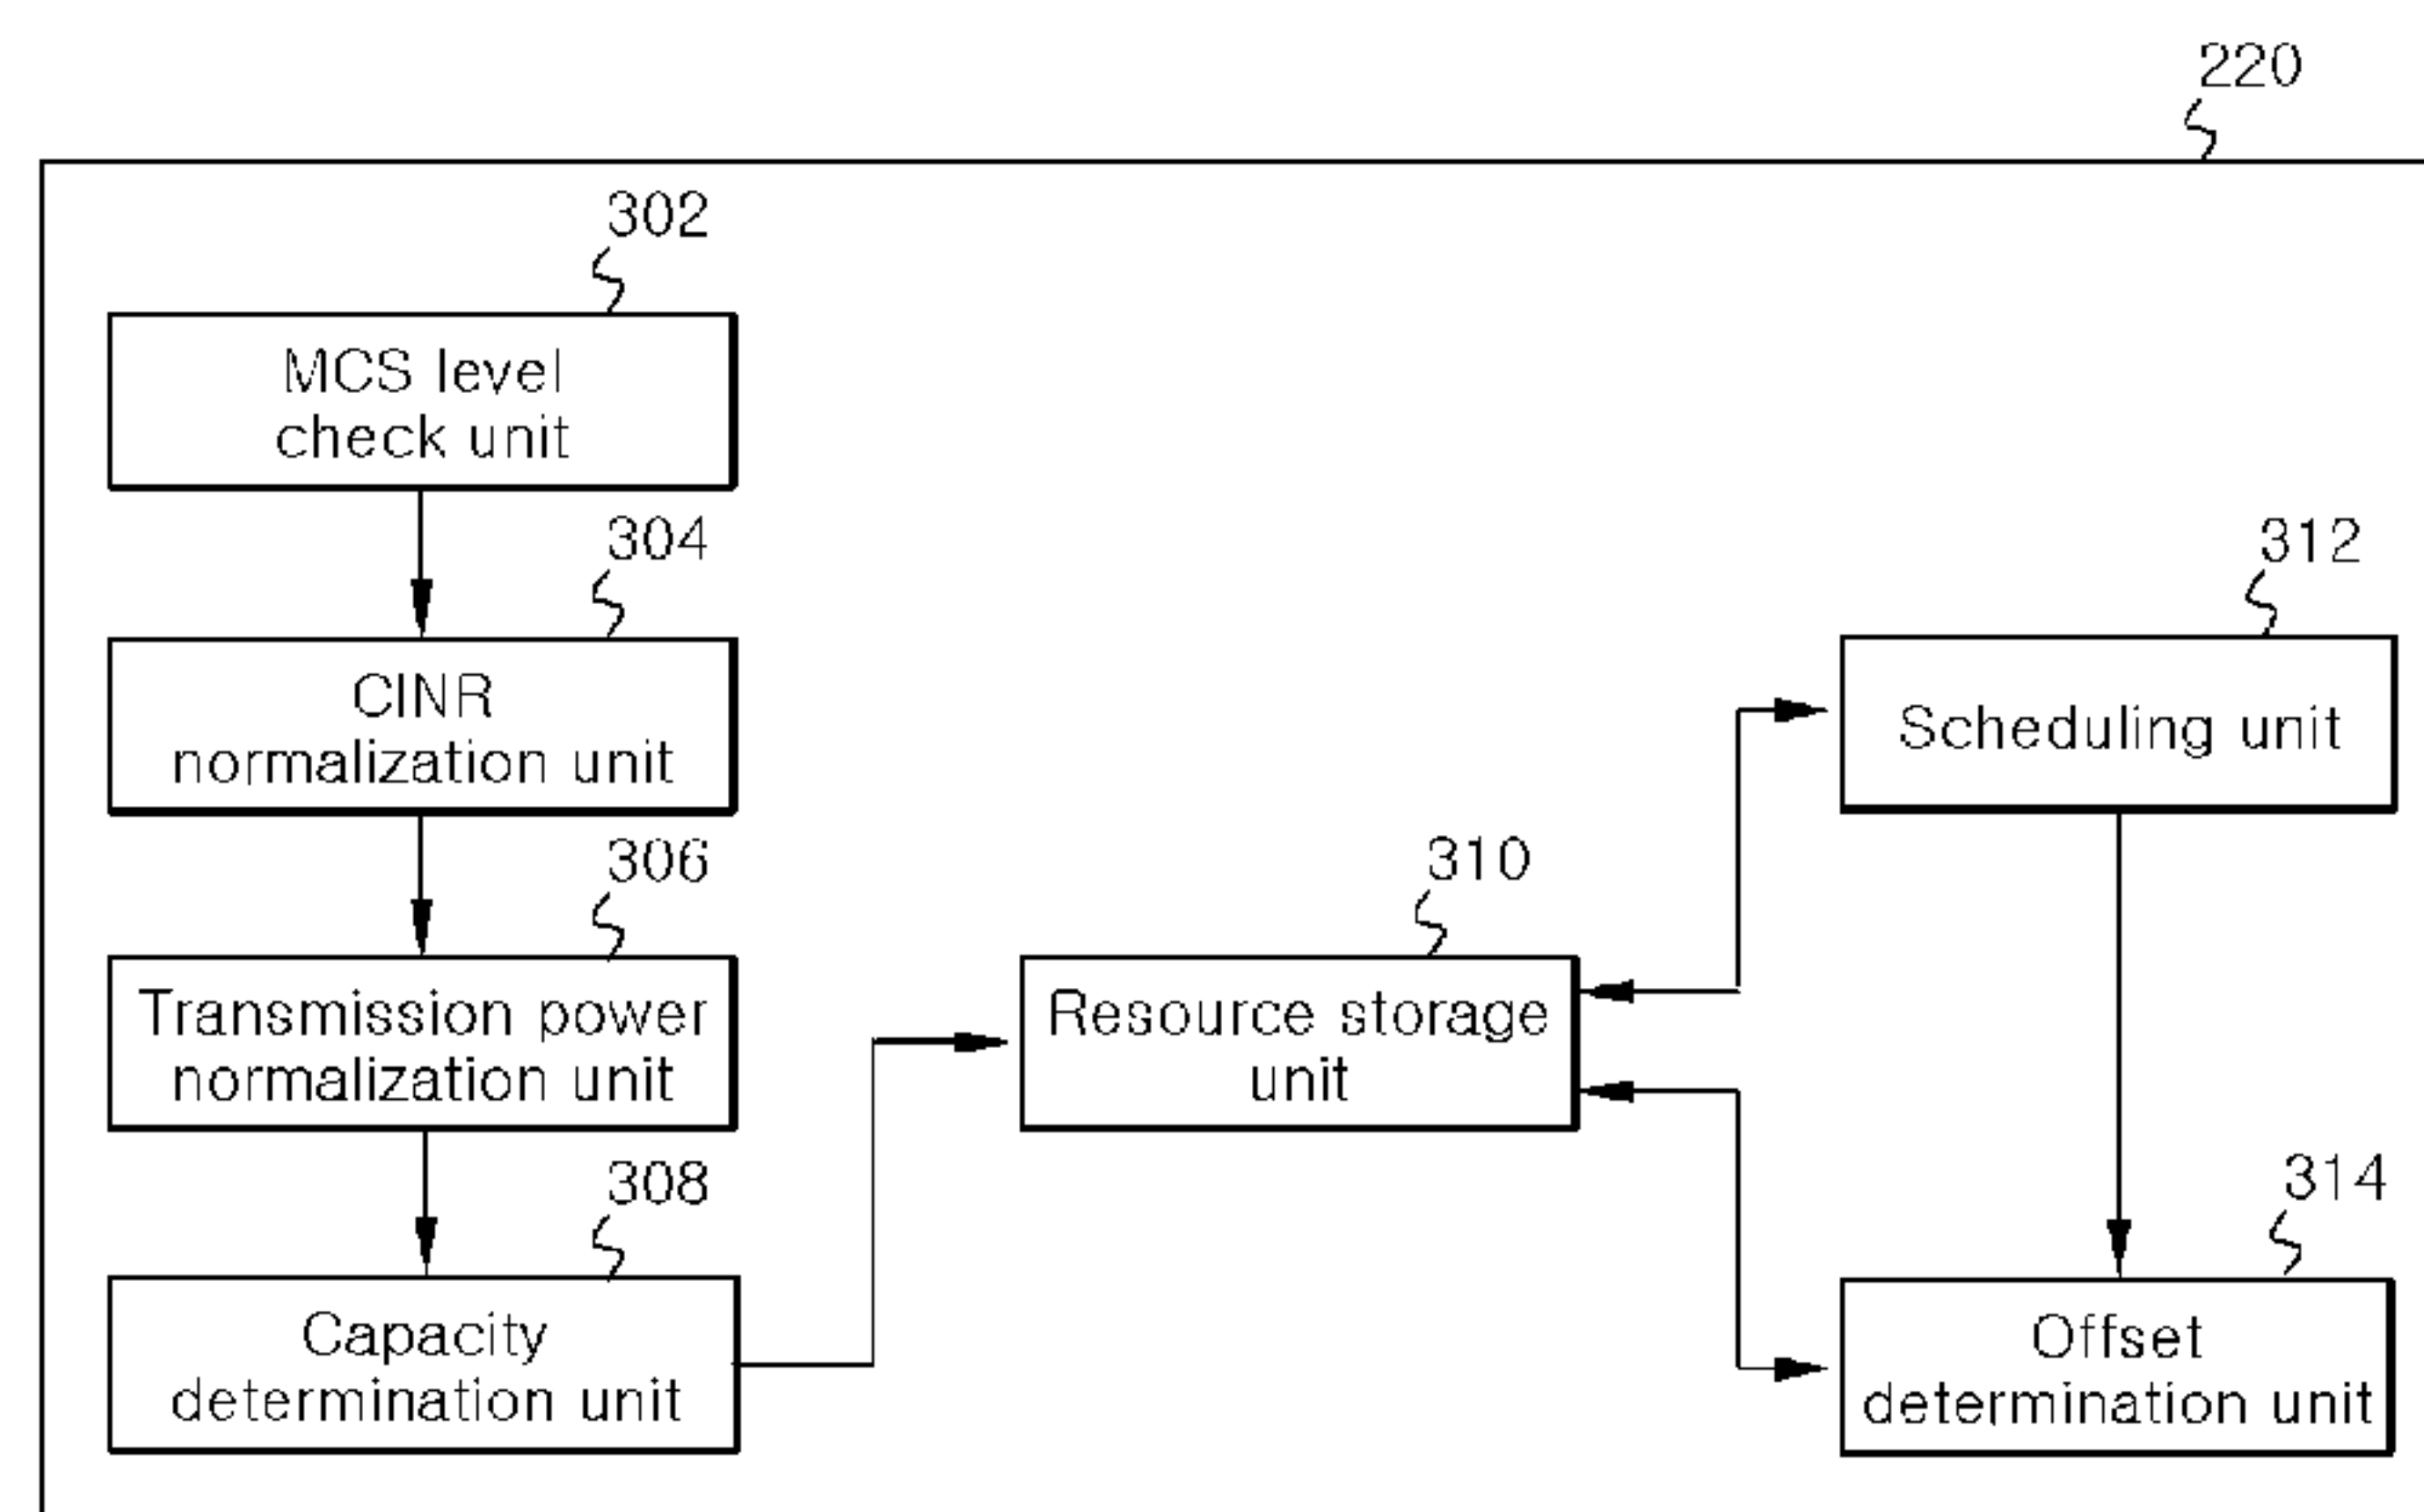 220
302
MCS level
check unit
304
CINR
normalization unit
306
Transmission power
normalization unit
308
Capacity
determination unit
310
Resource storage
unit
312
Scheduling unit
314
Offset
determination unit